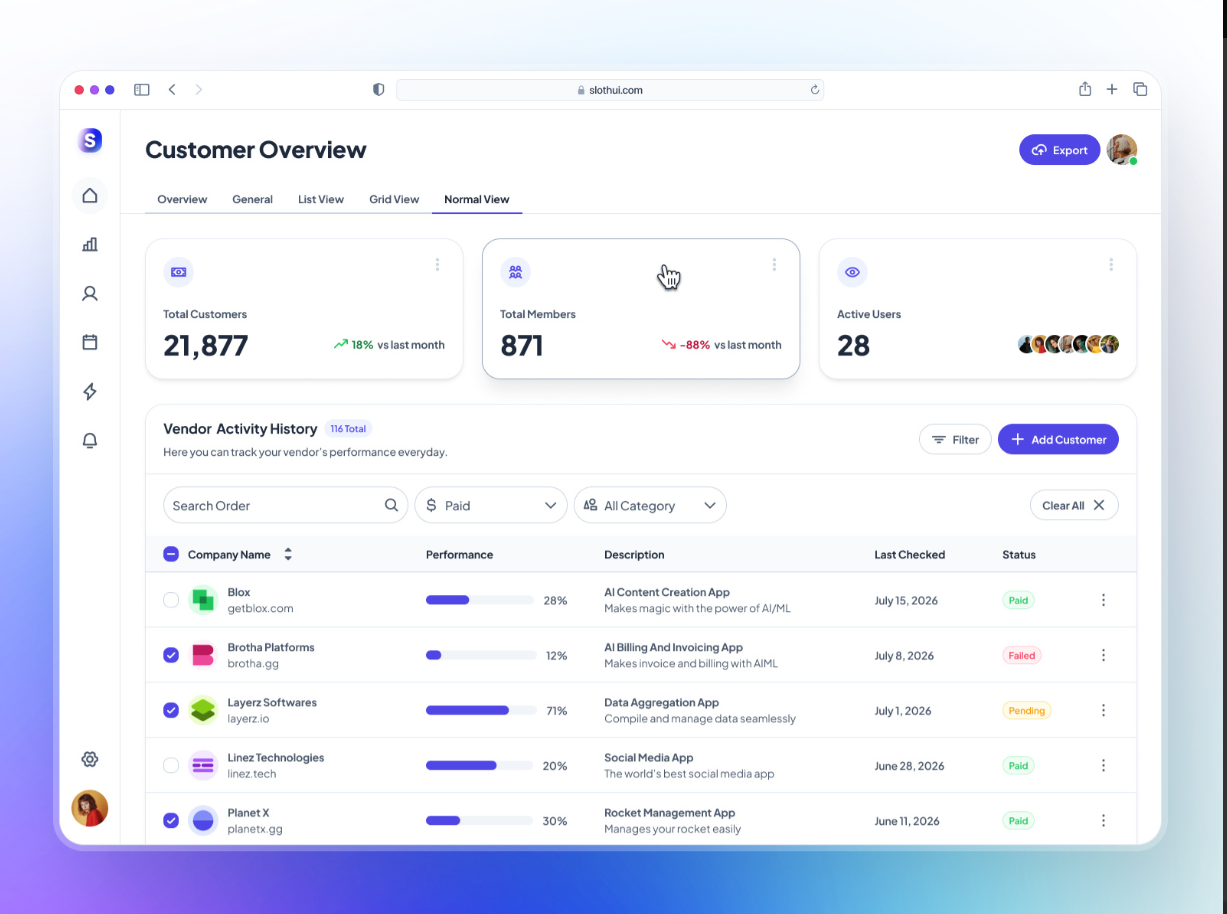 slothui.com
S
Customer Overview
Export
Overview
General
List View
Grid View
Normal View
Total Customers
21,877
18% vs last month
Total Members
871
-88% vs last month
Active Users
28
Vendor Activity History
116 Total
Here you can track your vendor's performance everyday.
Filter
Add Customer
Search Order
$ Paid
All Category
Clear All
Company Name
Performance
Description
Last Checked
Status
Blox
getblox.com
28%
AI Content Creation App
Makes magic with the power of AI/ML
July 15, 2026
Paid
Brotha Platforms
brotha.gg
12%
AI Billing And Invoicing App
Makes invoice and billing with AIML
July 8, 2026
Failed
Layerz Softwares
layerz.io
71%
Data Aggregation App
Compile and manage data seamlessly
July 1, 2026
Pending
Linez Technologies
linez.tech
20%
Social Media App
The world's best social media app
June 28, 2026
Paid
Planet X
planetx.gg
30%
Rocket Management App
Manages your rocket easily
June 11, 2026
Paid